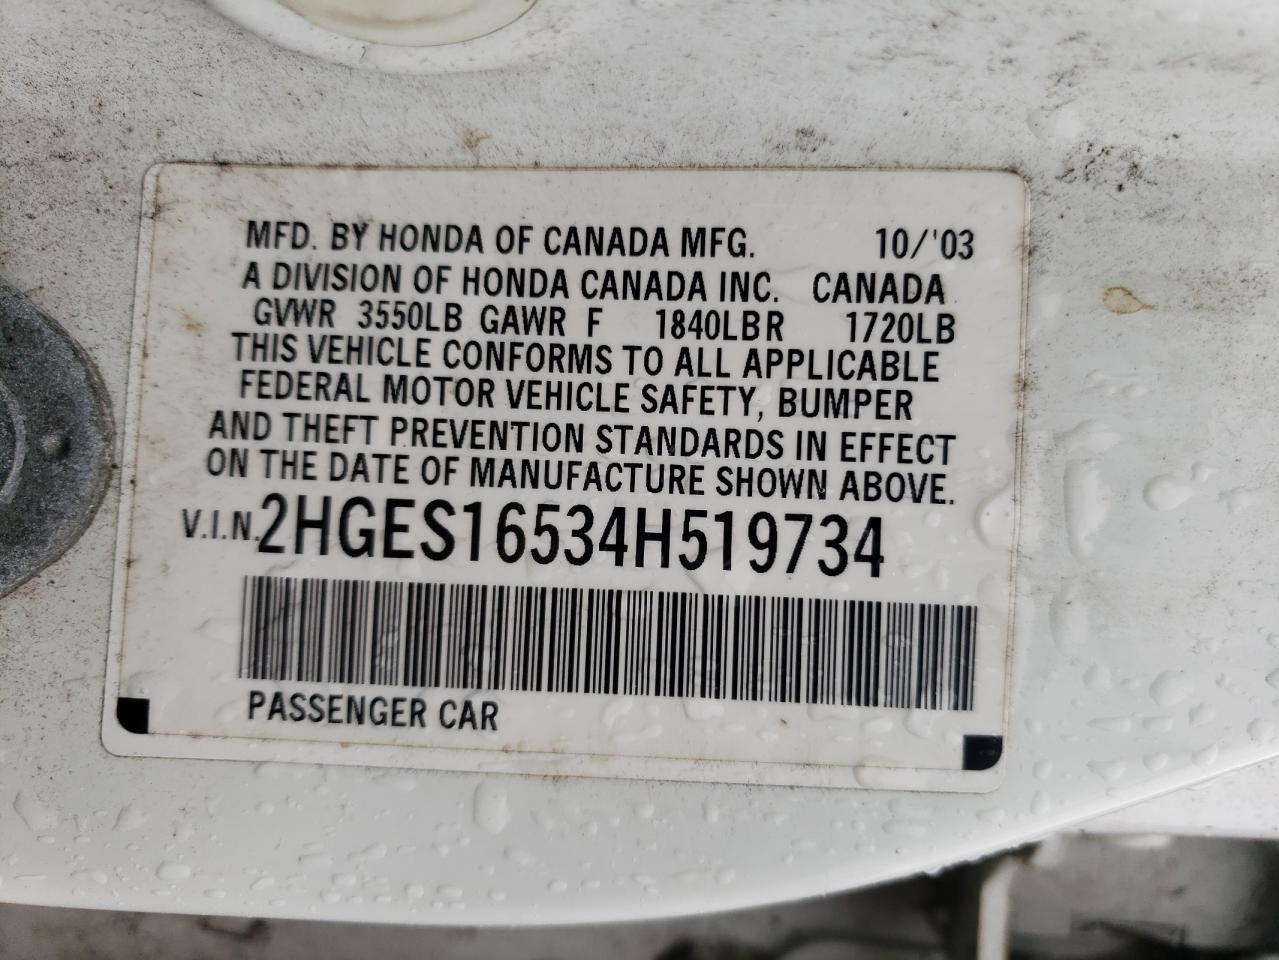 MFD. BY HONDA OF CANADA MFG. 10/'03
A DIVISION OF HONDA CANADA INC. CANADA
GVWR 3550LB GAWR F 1840LB R 1720LB
THIS VEHICLE CONFORMS TO ALL APPLICABLE
FEDERAL MOTOR VEHICLE SAFETY, BUMPER
AND THEFT PREVENTION STANDARDS IN EFFECT
ON THE DATE OF MANUFACTURE SHOWN ABOVE.
V.I.N. 2HGES16534H519734
PASSENGER CAR